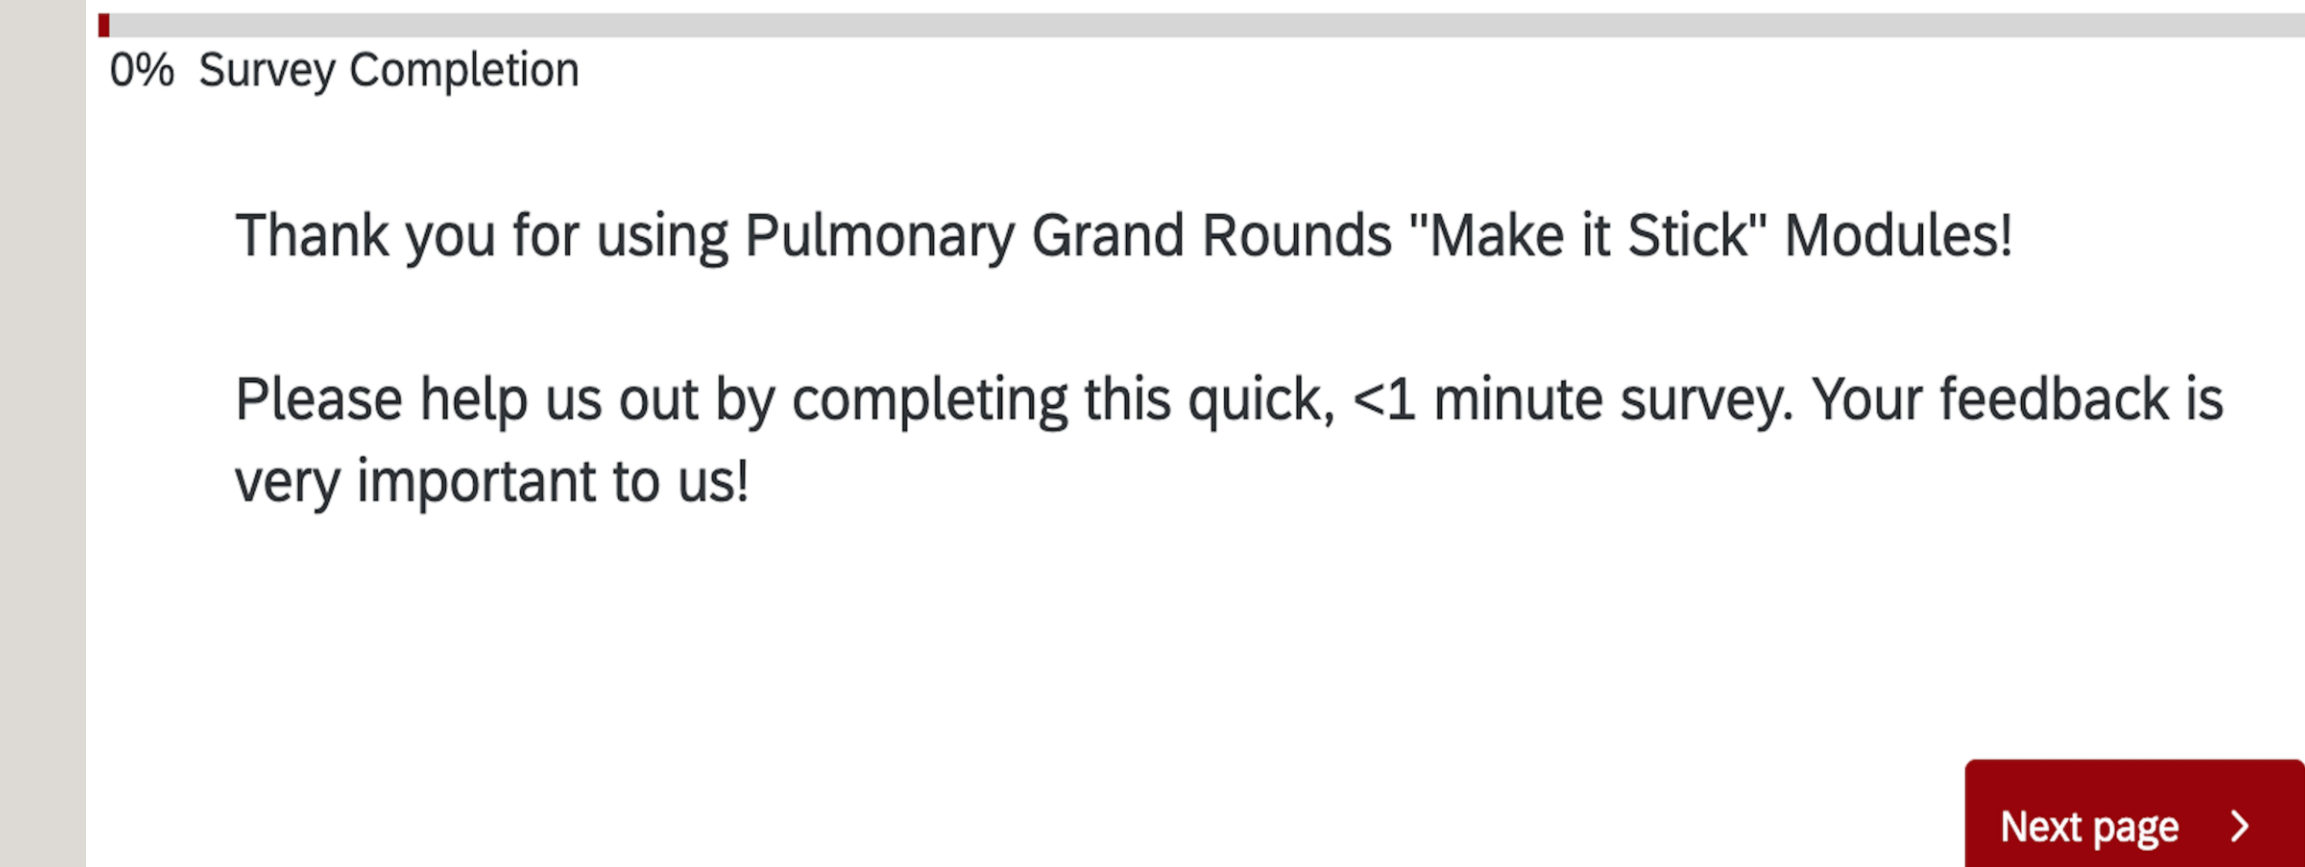 0% Survey Completion
Thank you for using Pulmonary Grand Rounds "Make it Stick" Modules!
Please help us out by completing this quick, <1 minute survey. Your feedback is
very important to us!
Next page